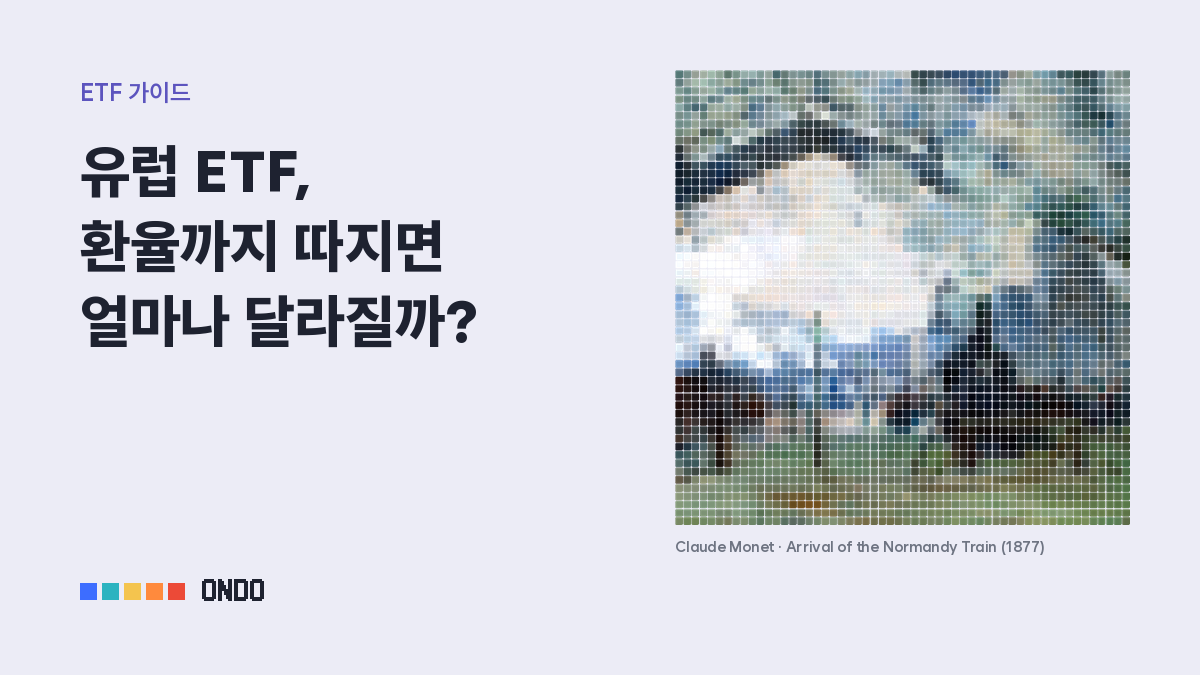 ETF 가이드
유럽 ETF,
환율까지 따지면
얼마나 달라질까?
Claude Monet · Arrival of the Normandy Train (1877)
ONDO